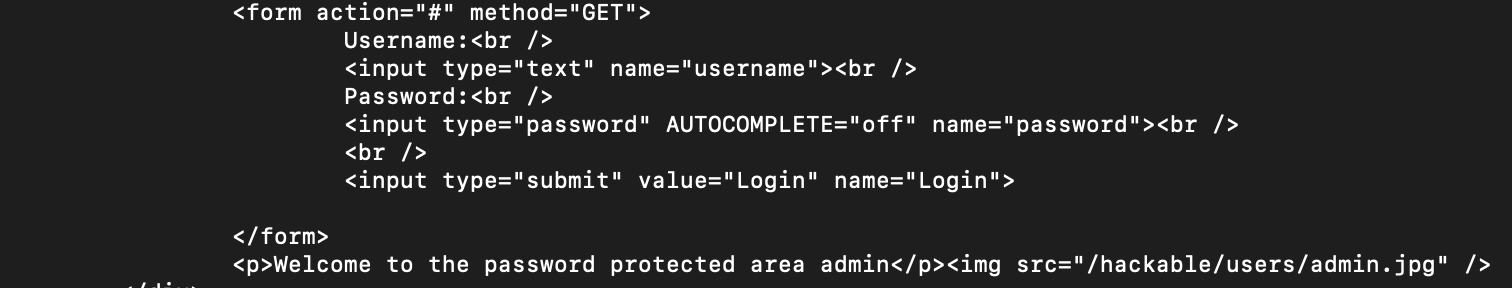 <form action="#" method="GET">
Username:<br />
<input type="text" name="username"><br />
Password:<br />
<input type="password" AUTOCOMPLETE="off" name="password"><br />
<br />
<input type="submit" value="Login" name="Login">
</form>
<p>Welcome to the password protected area admin</p><img src="/hackable/users/admin.jpg" />